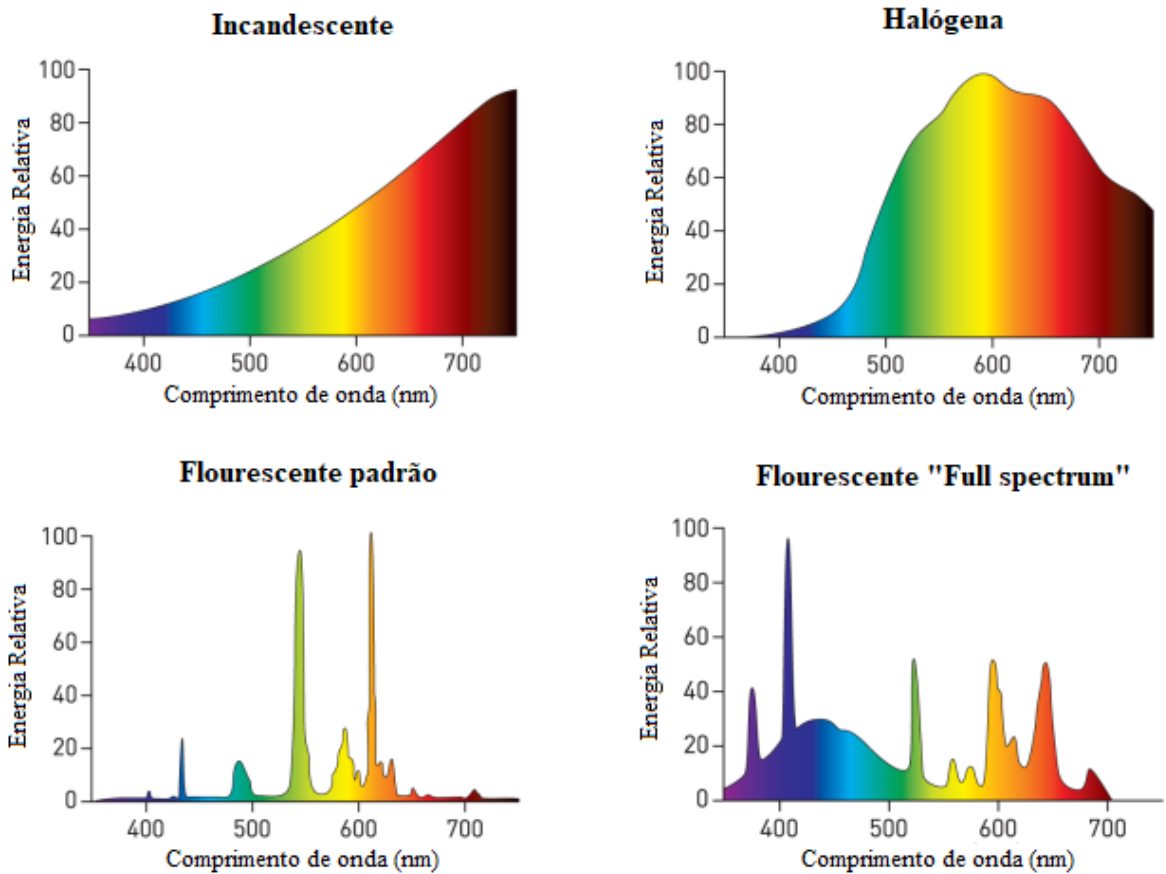 Incandescente
Energia Relativa
100
80
60
40
20
0
400 500 600 700
Comprimento de onda (nm)
Halógena
Energia Relativa
100
80
60
40
20
0
400 500 600 700
Comprimento de onda (nm)
Flourescente padrão
Energia Relativa
100
80
60
40
20
0
400 500 600 700
Comprimento de onda (nm)
Flourescente "Full spectrum"
Energia Relativa
100
80
60
40
20
0
400 500 600 700
Comprimento de onda (nm)